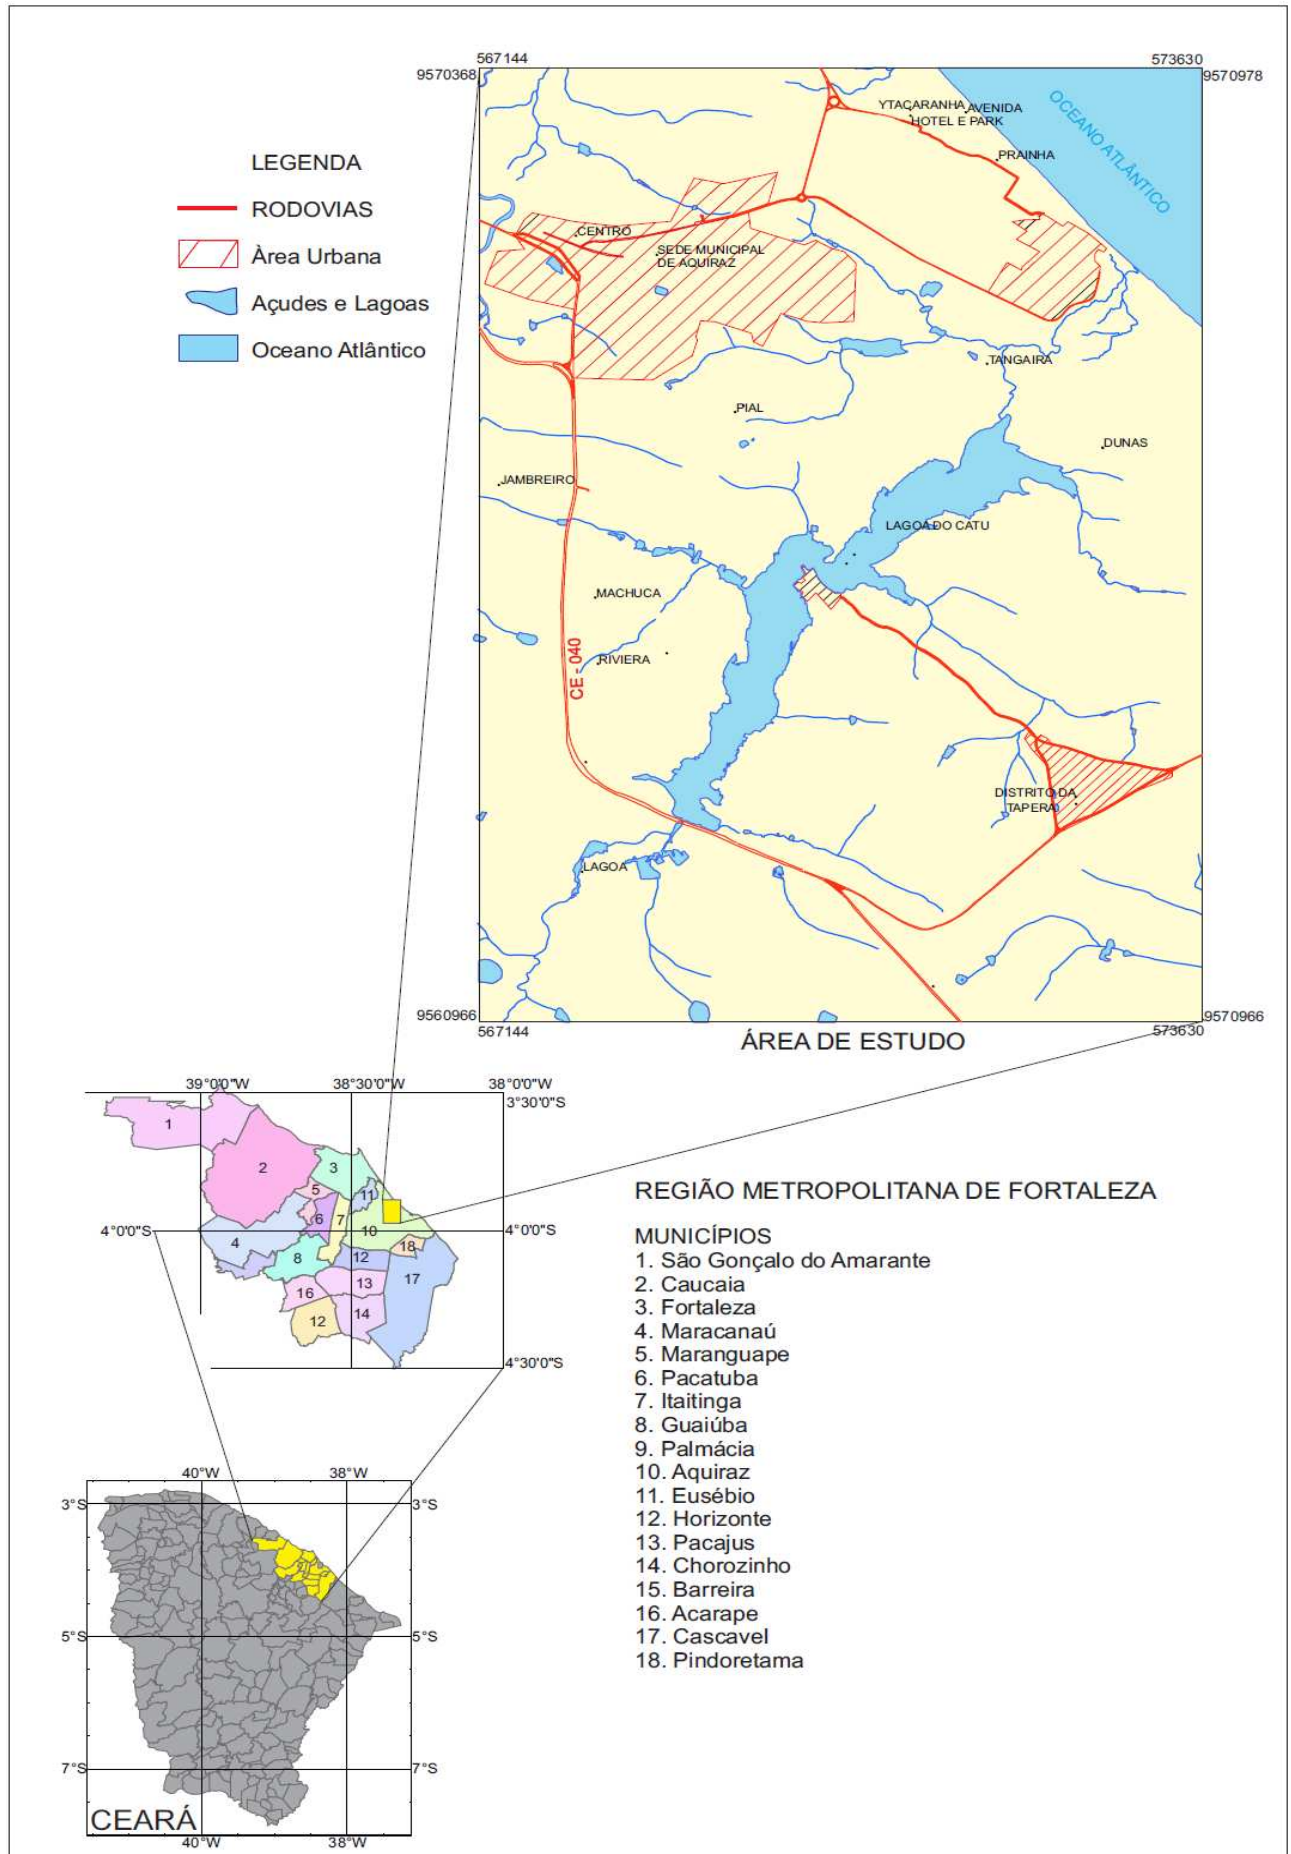 567144
573630
9570368
9570978
YTAÇARANHA
AVENIDA
HOTEL E PARK
OCEANO ATLÂNTICO
PRAINHA
LEGENDA
RODOVIAS
Àrea Urbana
Açudes e Lagoas
Oceano Atlântico
CENTRO
SEDE MUNICIPAL
DE AQUIRAZ
TANGAIRA
PIAL
DUNAS
JAMBREIRO
LAGOA DO CATU
MACHUCA
RIVIERA
CE - 040
DISTRITO DA
TAPERA
LAGOA
9560966
9570966
567144
573630
ÁREA DE ESTUDO
39°0'0"W
38°30'0"W
38°0'0"W
3°30'0"S
1
2
3
5
11
6
7
4°0'0"S
10
4°0'0"S
4
8
12
18
17
13
16
14
12
4°30'0"S
REGIÃO METROPOLITANA DE FORTALEZA
MUNICÍPIOS
1. São Gonçalo do Amarante
2. Caucaia
3. Fortaleza
4. Maracanaú
5. Maranguape
6. Pacatuba
7. Itaitinga
8. Guaiúba
9. Palmácia
10. Aquiraz
11. Eusébio
12. Horizonte
13. Pacajus
14. Chorozinho
15. Barreira
16. Acarape
17. Cascavel
18. Pindoretama
40°W
38°W
3°S
3°S
5°S
5°S
7°S
7°S
CEARÁ
40°W
38°W